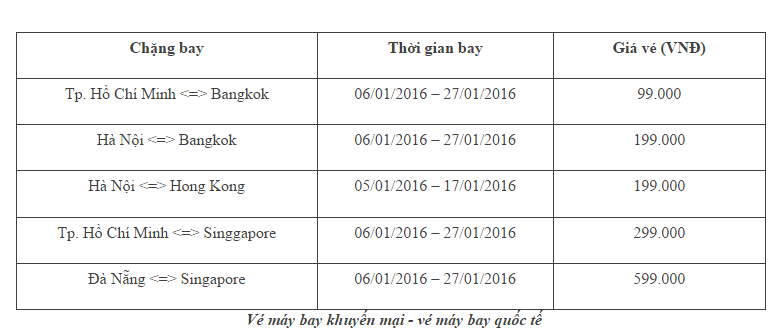 Chặng bay Thời gian bay Giá vé (VNĐ)
Tp. Hồ Chí Minh <=> Bangkok 06/01/2016 – 27/01/2016 99.000
Hà Nội <=> Bangkok 06/01/2016 – 27/01/2016 199.000
Hà Nội <=> Hong Kong 05/01/2016 – 17/01/2016 199.000
Tp. Hồ Chí Minh <=> Singgapore 06/01/2016 – 27/01/2016 299.000
Đà Nẵng <=> Singapore 06/01/2016 – 27/01/2016 599.000
Vé máy bay khuyến mại - vé máy bay quốc tế